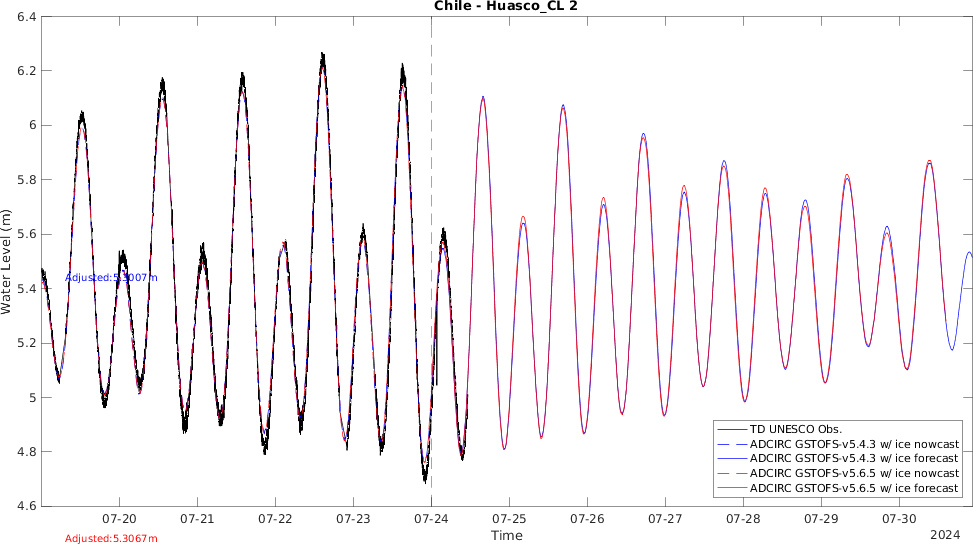 Chile - Huasco_CL 2
6.4
6.2
6
5.8
5.6
5.4
5.2
5
4.8
4.6
Water Level (m)
Adjusted:5.3007m
TD UNESCO Obs.
ADCIRC GSTOFS-v5.4.3 w/ ice nowcast
ADCIRC GSTOFS-v5.4.3 w/ ice forecast
ADCIRC GSTOFS-v5.6.5 w/ ice nowcast
ADCIRC GSTOFS-v5.6.5 w/ ice forecast
07-20 07-21 07-22 07-23 07-24 07-25 07-26 07-27 07-28 07-29 07-30
Adjusted:5.3067m
Time
2024